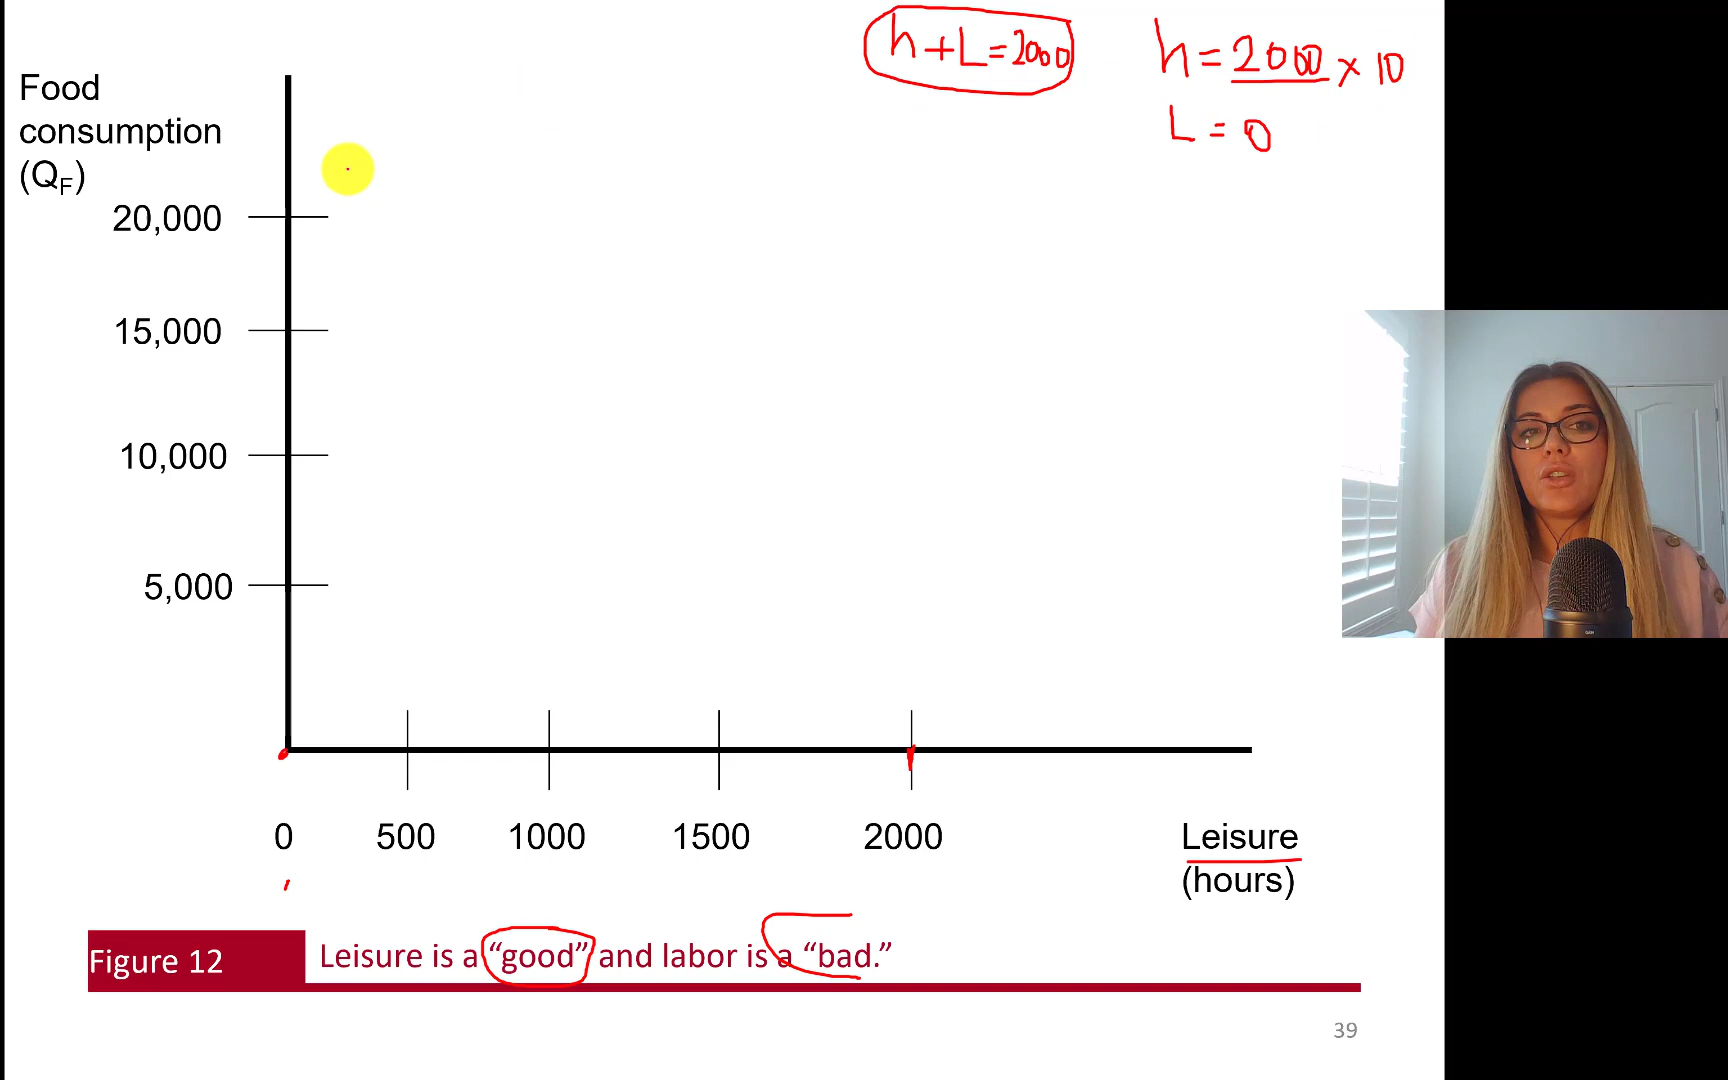 h+L=2000
h=2000 x 10
L=0
Food
consumption
(QF)
20,000
15,000
10,000
5,000
0 500 1000 1500 2000
Leisure
(hours)
Figure 12
Leisure is a “good” and labor is a “bad.”
39